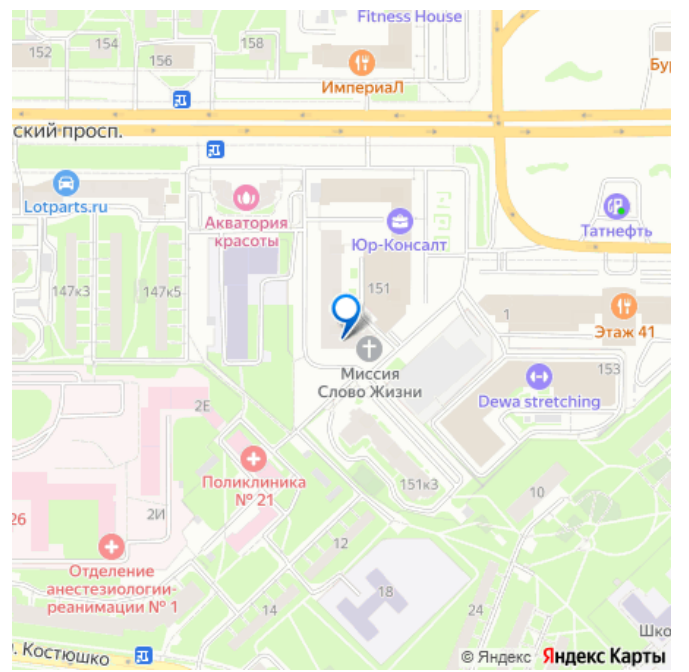 Fitness House
152
154
156
158
ИмпериаЛ
Бур
ский просп.
Lotparts.ru
Акватория
красоты
Юр-Консалт
Татнефть
147к3
147к5
151
1
Этаж 41
Миссия
Слово Жизни
153
Dewa stretching
2Е
Поликлиника
№ 21
151к3
10
26
2И
12
Отделение
анестезиологии-
реанимации № 1
18
14
24
Шко
. Костюшко
© Яндекс Яндекс Карты